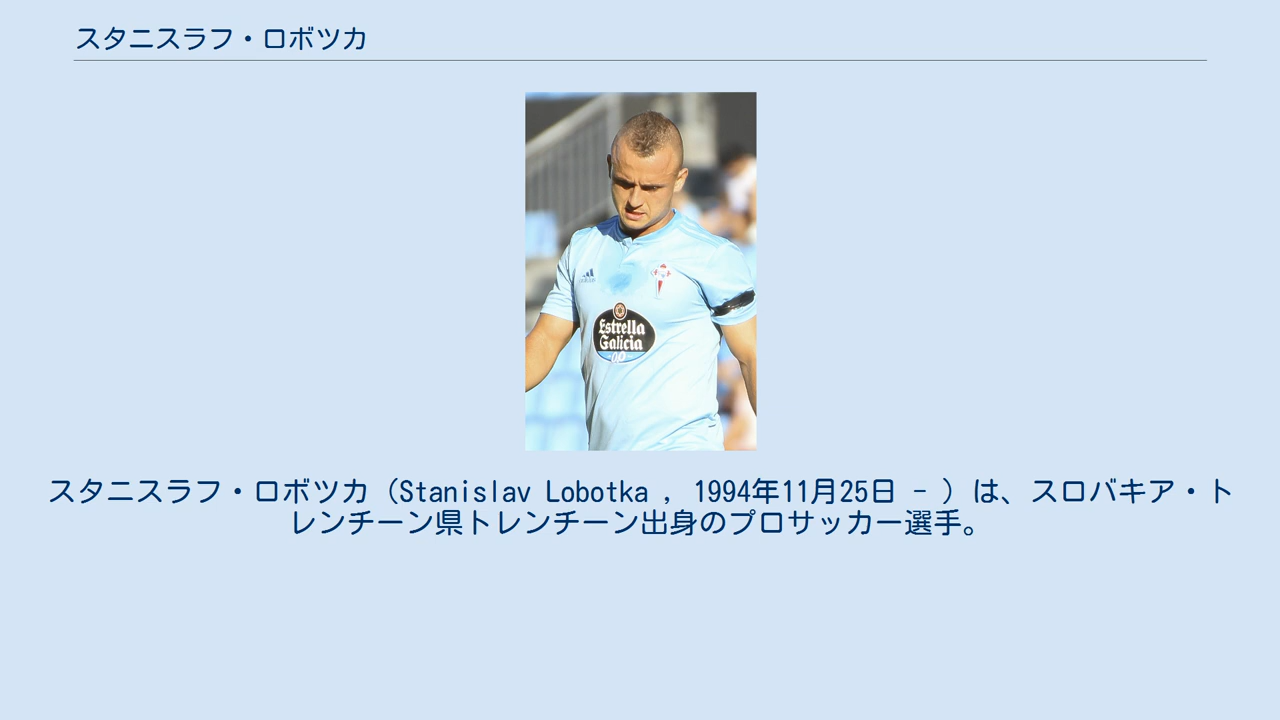 スタニスラフ・ロボツカ
adidas
Estrella
Galicia
スタニスラフ・ロボツカ（Stanislav Lobotka , 1994年11月25日 - ）は、スロバキア・ト
レンチーン県トレンチーン出身のプロサッカー選手。